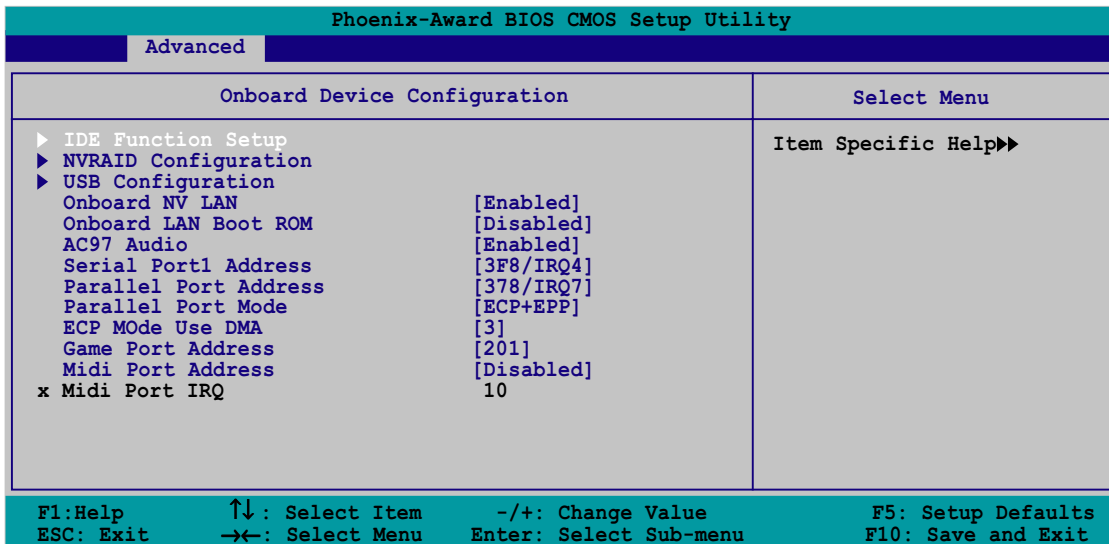 Phoenix-Award BIOS CMOS Setup Utility
Advanced
Onboard Device Configuration
Select Menu
IDE Function Setup
NVRAID Configuration
USB Configuration
Onboard NV LAN [Enabled]
Onboard LAN Boot ROM [Disabled]
AC97 Audio [Enabled]
Serial Port1 Address [3F8/IRQ4]
Parallel Port Address [378/IRQ7]
Parallel Port Mode [ECP+EPP]
ECP MOde Use DMA [3]
Game Port Address [201]
Midi Port Address [Disabled]
x Midi Port IRQ 10
Item Specific Help
F1:Help ↑↓: Select Item -/+: Change Value F5: Setup Defaults
ESC: Exit →←: Select Menu Enter: Select Sub-menu F10: Save and Exit